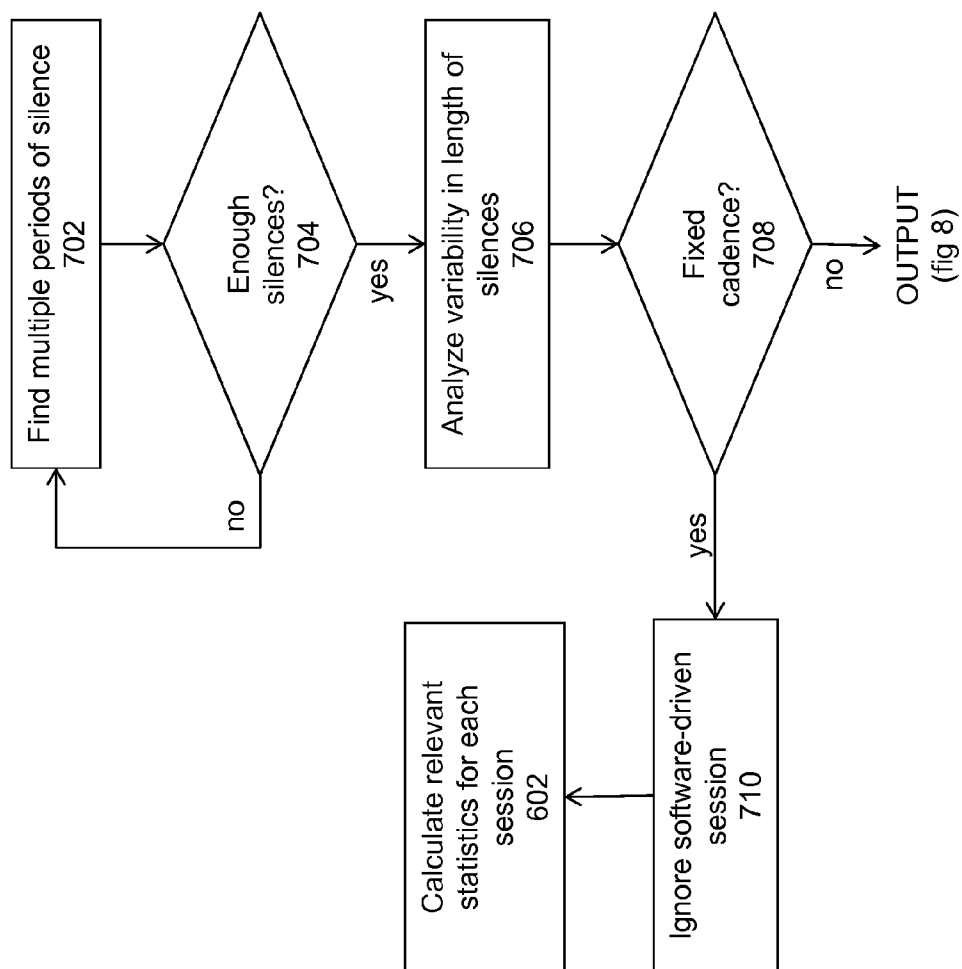 Find multiple periods of silence
702
Enough
silences?
704
no
yes
Analyze variability in length of
silences
706
Fixed
cadence?
708
yes
no
OUTPUT
(fig 8)
Ignore software-driven
session
710
Calculate relevant
statistics for each
session
602